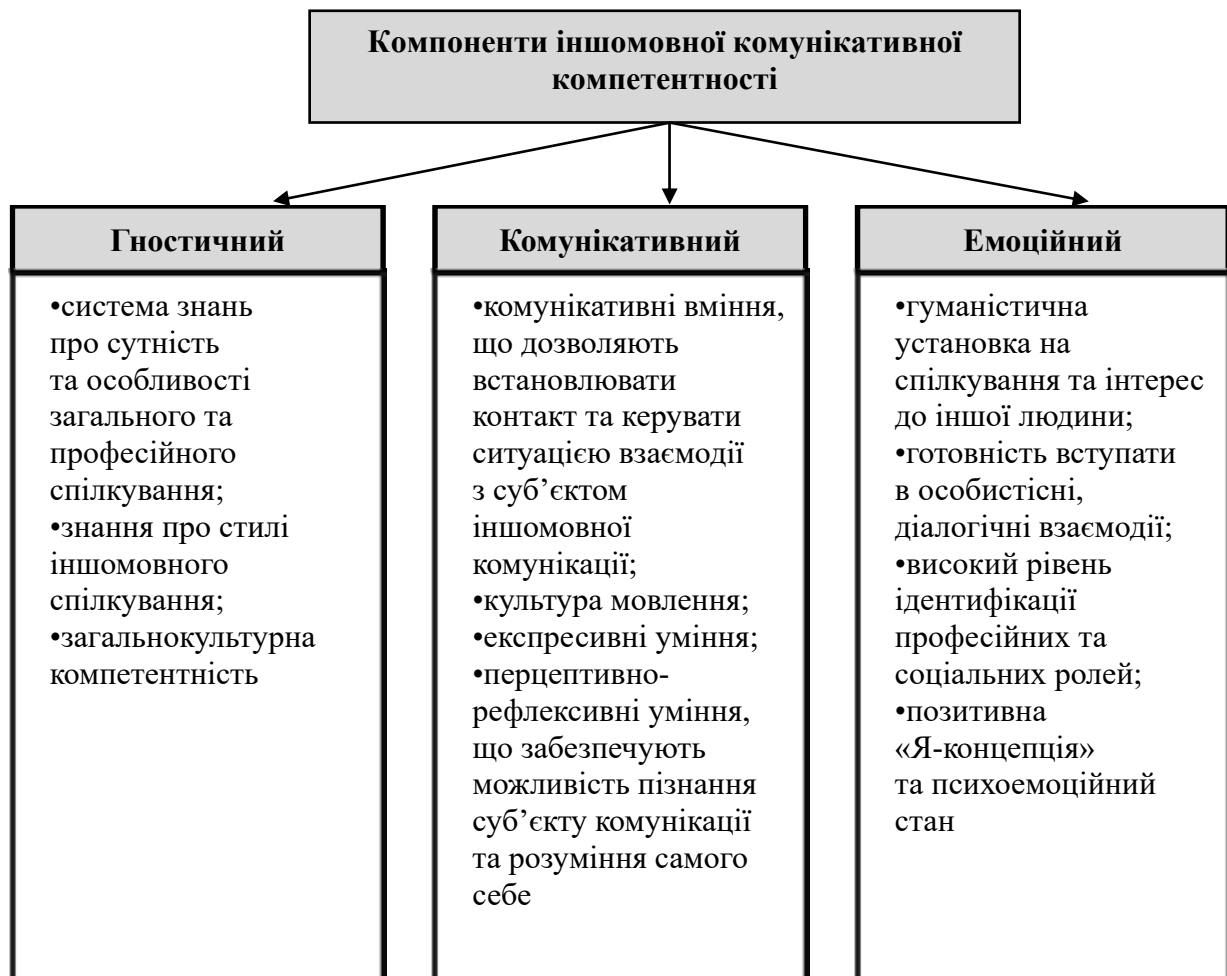 Компоненти іншомовної комунікативної
компетентності
Гностичний
•система знань
про сутність
та особливості
загального та
професійного
спілкування;
•знання про стилі
іншомовного
спілкування;
•загальнокультурна
компетентність
Комунікативний
•комунікативні вміння,
що дозволяють
встановлювати
контакт та керувати
ситуацією взаємодії
з суб’єктом
іншомовної
комунікації;
•культура мовлення;
•експресивні уміння;
•перцептивно-
рефлексивні уміння,
що забезпечують
можливість пізнання
суб’єкту комунікації
та розуміння самого
себе
Емоційний
•гуманістична
установка на
спілкування та інтерес
до іншої людини;
•готовність вступати
в особистісні,
діалогічні взаємодії;
•високий рівень
ідентифікації
професійних та
соціальних ролей;
•позитивна
«Я-концепція»
та психоемоційний
стан